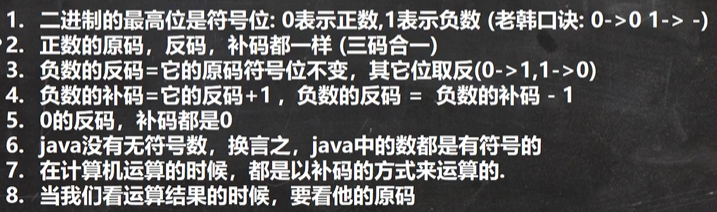 1. 二进制的最高位是符号位: 0表示正数,1表示负数 (老韩口诀: 0->0 1-> -)
2. 正数的原码，反码，补码都一样 (三码合一)
3. 负数的反码=它的原码符号位不变，其它位取反(0->1,1->0)
4. 负数的补码=它的反码+1 ，负数的反码 = 负数的补码 - 1
5. 0的反码，补码都是0
6. java没有无符号数，换言之，java中的数都是有符号的
7. 在计算机运算的时候，都是以补码的方式来运算的.
8. 当我们看运算结果的时候，要看他的原码